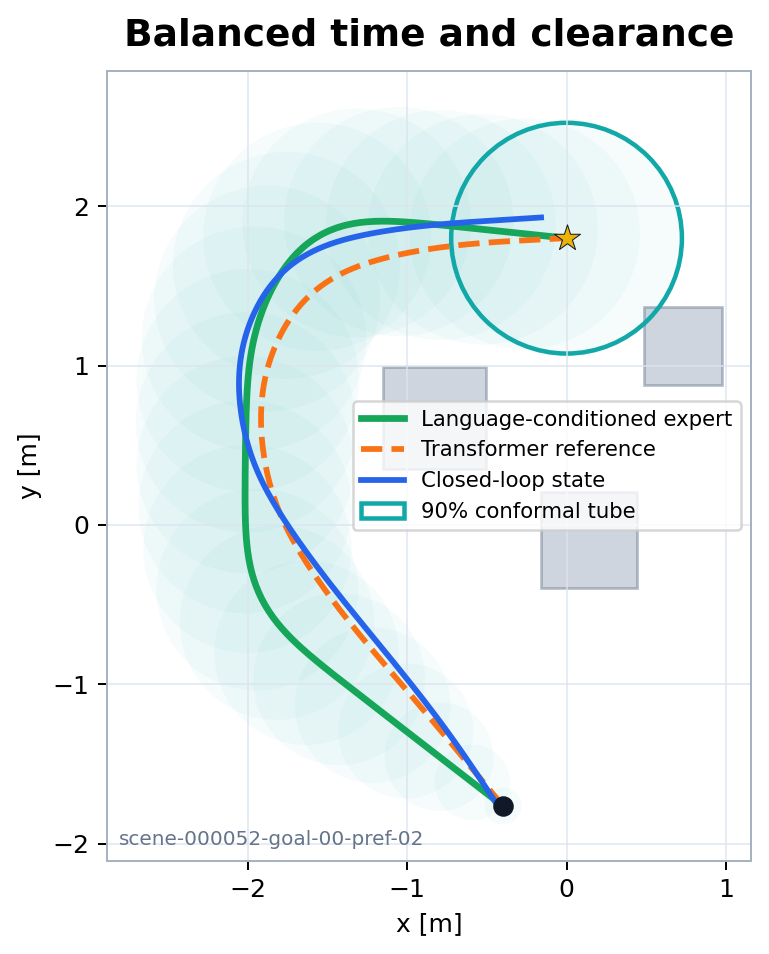 Balanced time and clearance
y [m]
2
1
0
−1
−2
Language-conditioned expert
Transformer reference
Closed-loop state
90% conformal tube
scene-000052-goal-00-pref-02
−2 −1 0 1
x [m]